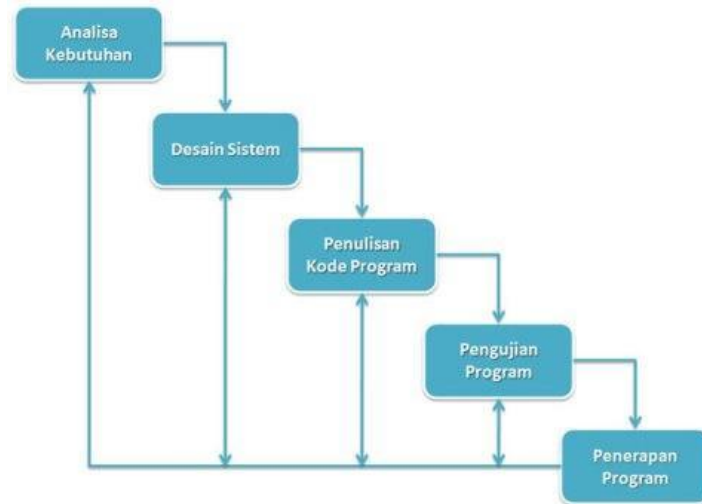 Analisa
Kebutuhan
Desain Sistem
Penulisan
Kode Program
Pengujian
Program
Penerapan
Program